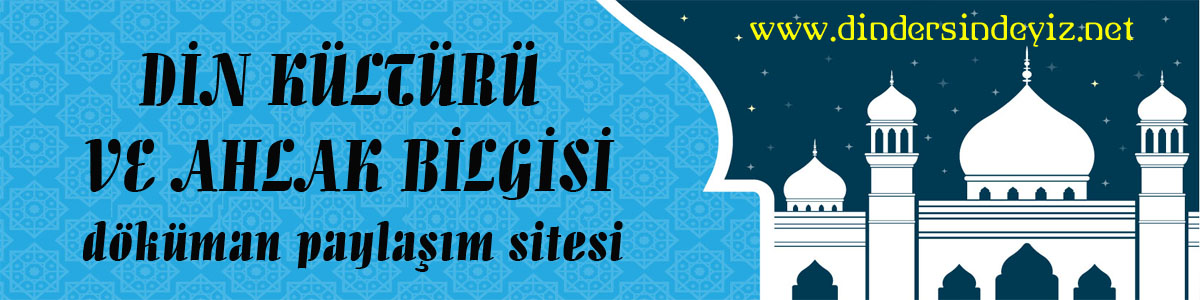 DİN KÜLTÜRÜ
VE AHLAK BİLGİSİ
döküman paylaşım sitesi
www.dindersindeyiz.net